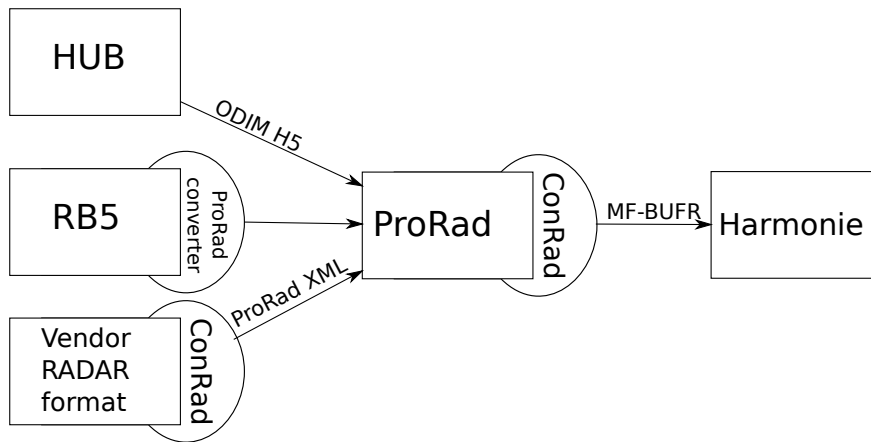 HUB
ODIM H5
RB5
ProRad
converter
ProRad
ConRad
MF-BUFR
Harmonie
Vendor
RADAR
format
ConRad
ProRad XML